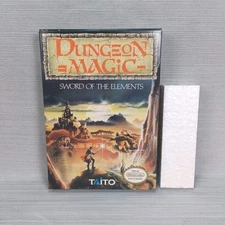 DUNGEON
MAGIC
SWORD OF THE ELEMENTS
TAITO